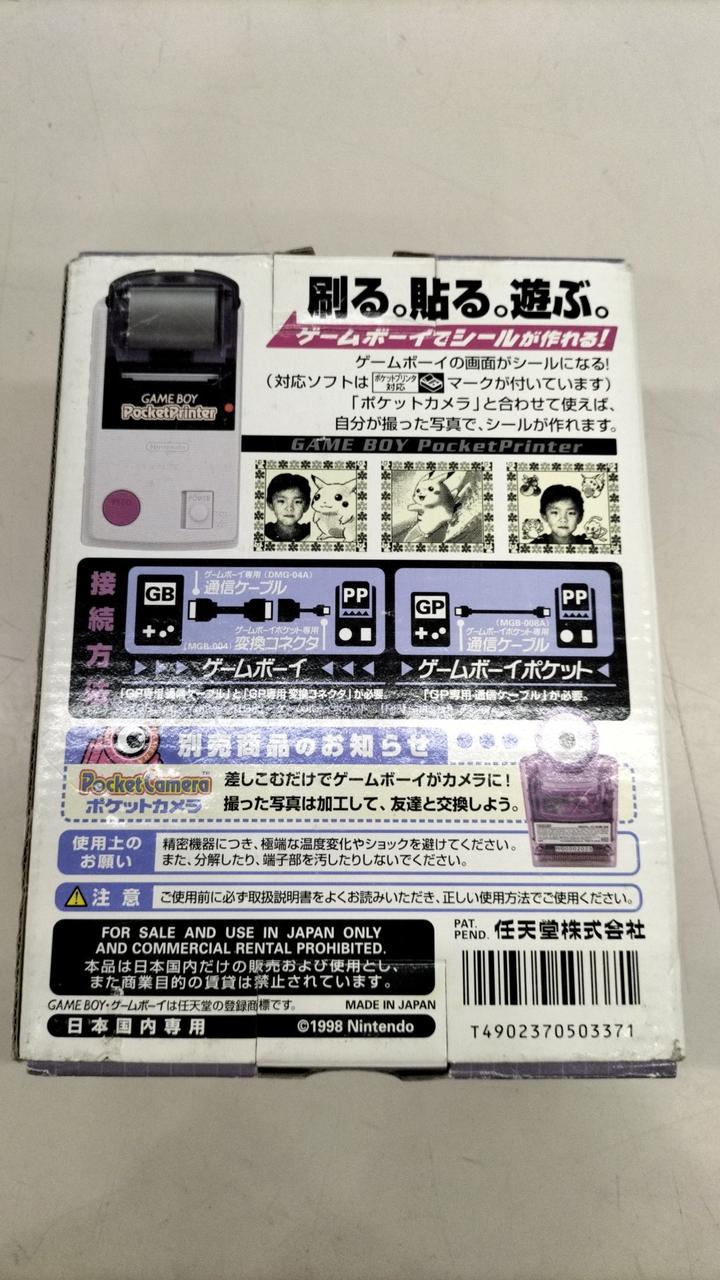 刷る。貼る。遊ぶ。
ゲームボーイでシールが作れる!
ゲームボーイの画面がシールになる!
(対応ソフトは ポケットプリンタ対応 マークが付いています)
「ポケットカメラ」と合わせて使えば、
自分が撮った写真で、シールが作れます。
GAME BOY PocketPrinter
GAME BOY
PocketPrinter
Nintendo
FEED
POWER
接続方法
GB
ゲームボーイ専用(DMG-04A)
通信ケーブル
PP
(MGB-004)
ゲームボーイポケット専用
変換コネクタ
ゲームボーイ
「GP専用通信ケーブル」と「GP専用変換コネクタ」が必要。
GP
PP
(MGB-008A)
ゲームボーイポケット専用
通信ケーブル
ゲームボーイポケット
「GP専用・通信ケーブル」が必要。
別売商品のお知らせ
PocketCamera™
ポケットカメラ
差しこむだけでゲームボーイがカメラに!
撮った写真は加工して、友達と交換しよう。
使用上の
お願い
精密機器につき、極端な温度変化やショックを避けてください。
また、分解したり、端子部を汚したりしないでください。
注意
ご使用前に必ず取扱説明書をよくお読みいただき、正しい使用方法でご使用ください。
FOR SALE AND USE IN JAPAN ONLY
AND COMMERCIAL RENTAL PROHIBITED.
本品は日本国内だけの販売および使用とし、
また商業目的の賃貸は禁止されています。
GAME BOY・ゲームボーイは任天堂の登録商標です。
MADE IN JAPAN
日本国内専用
©1998 Nintendo
PAT.
PEND.
任天堂株式会社
T4902370503371